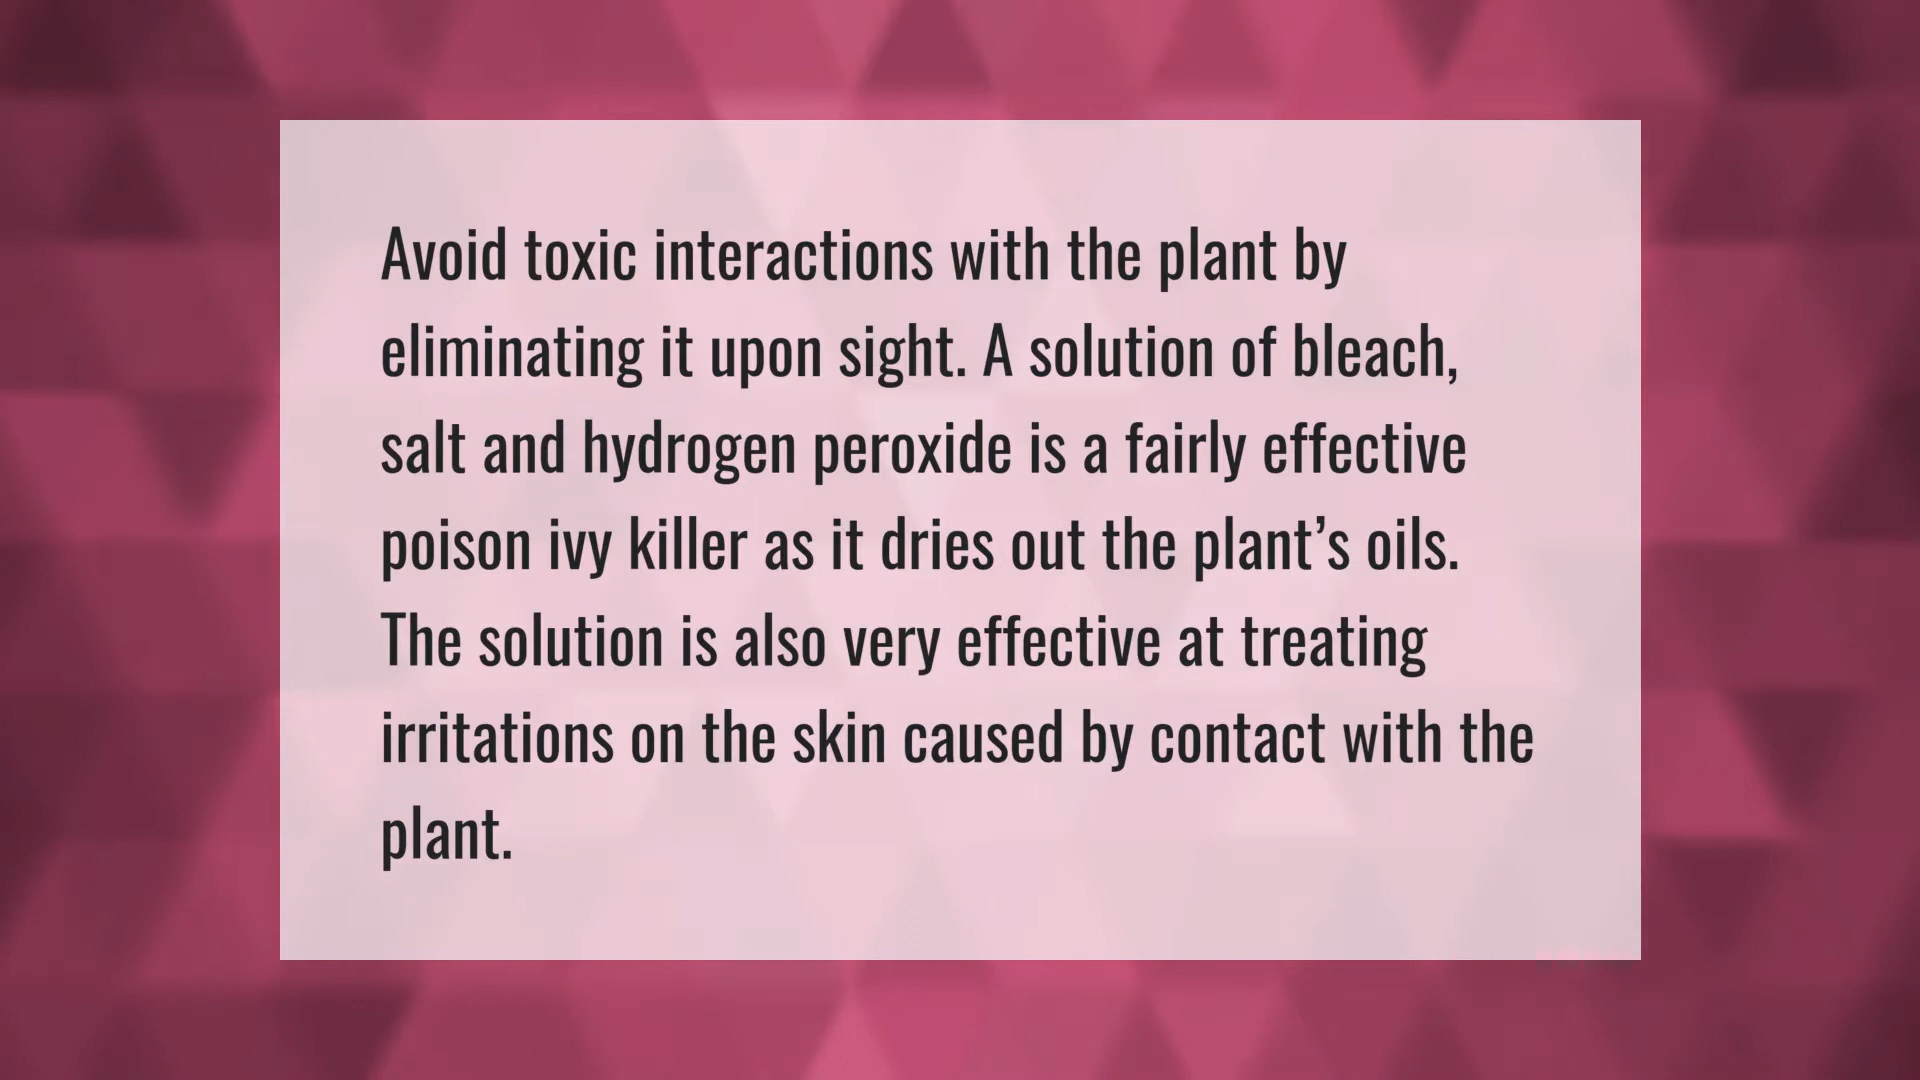 Avoid toxic interactions with the plant by
eliminating it upon sight. A solution of bleach,
salt and hydrogen peroxide is a fairly effective
poison ivy killer as it dries out the plant’s oils.
The solution is also very effective at treating
irritations on the skin caused by contact with the
plant.